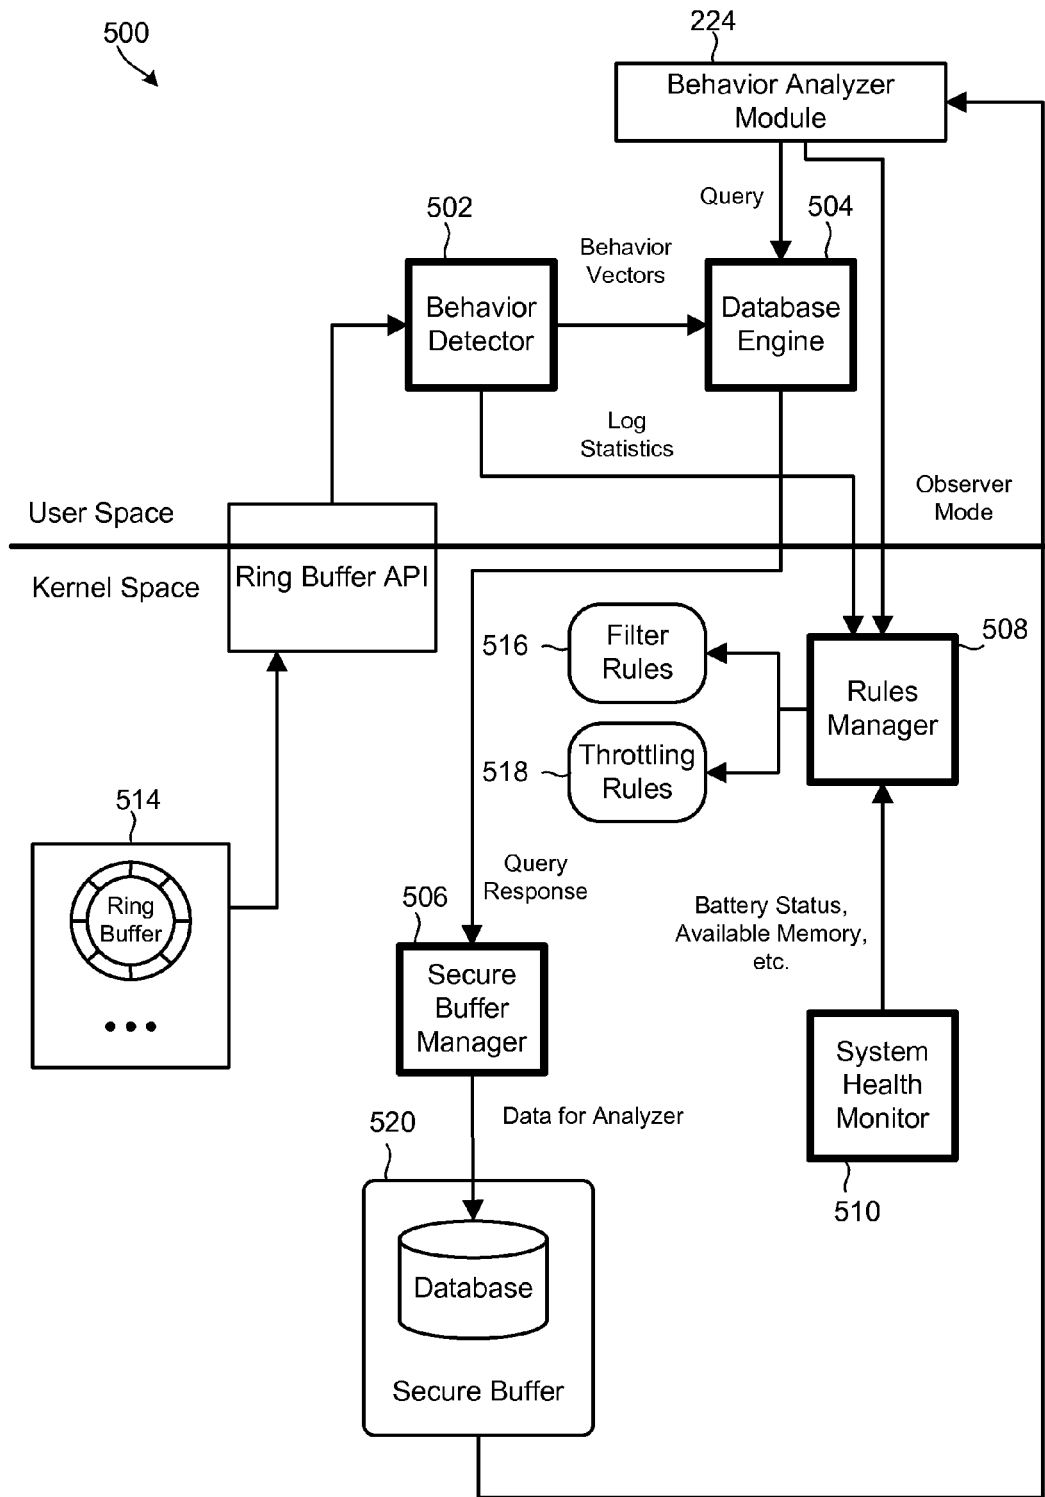 500
224
Behavior Analyzer
Module
Query
504
502
Behavior
Vectors
Behavior
Detector
Database
Engine
Log
Statistics
Observer
Mode
User Space
Kernel Space
Ring Buffer API
516
Filter
Rules
508
Rules
Manager
518
Throttling
Rules
514
Ring
Buffer
Query
Response
506
Battery Status,
Available Memory,
etc.
Secure
Buffer
Manager
System
Health
Monitor
Data for Analyzer
520
510
Database
Secure Buffer